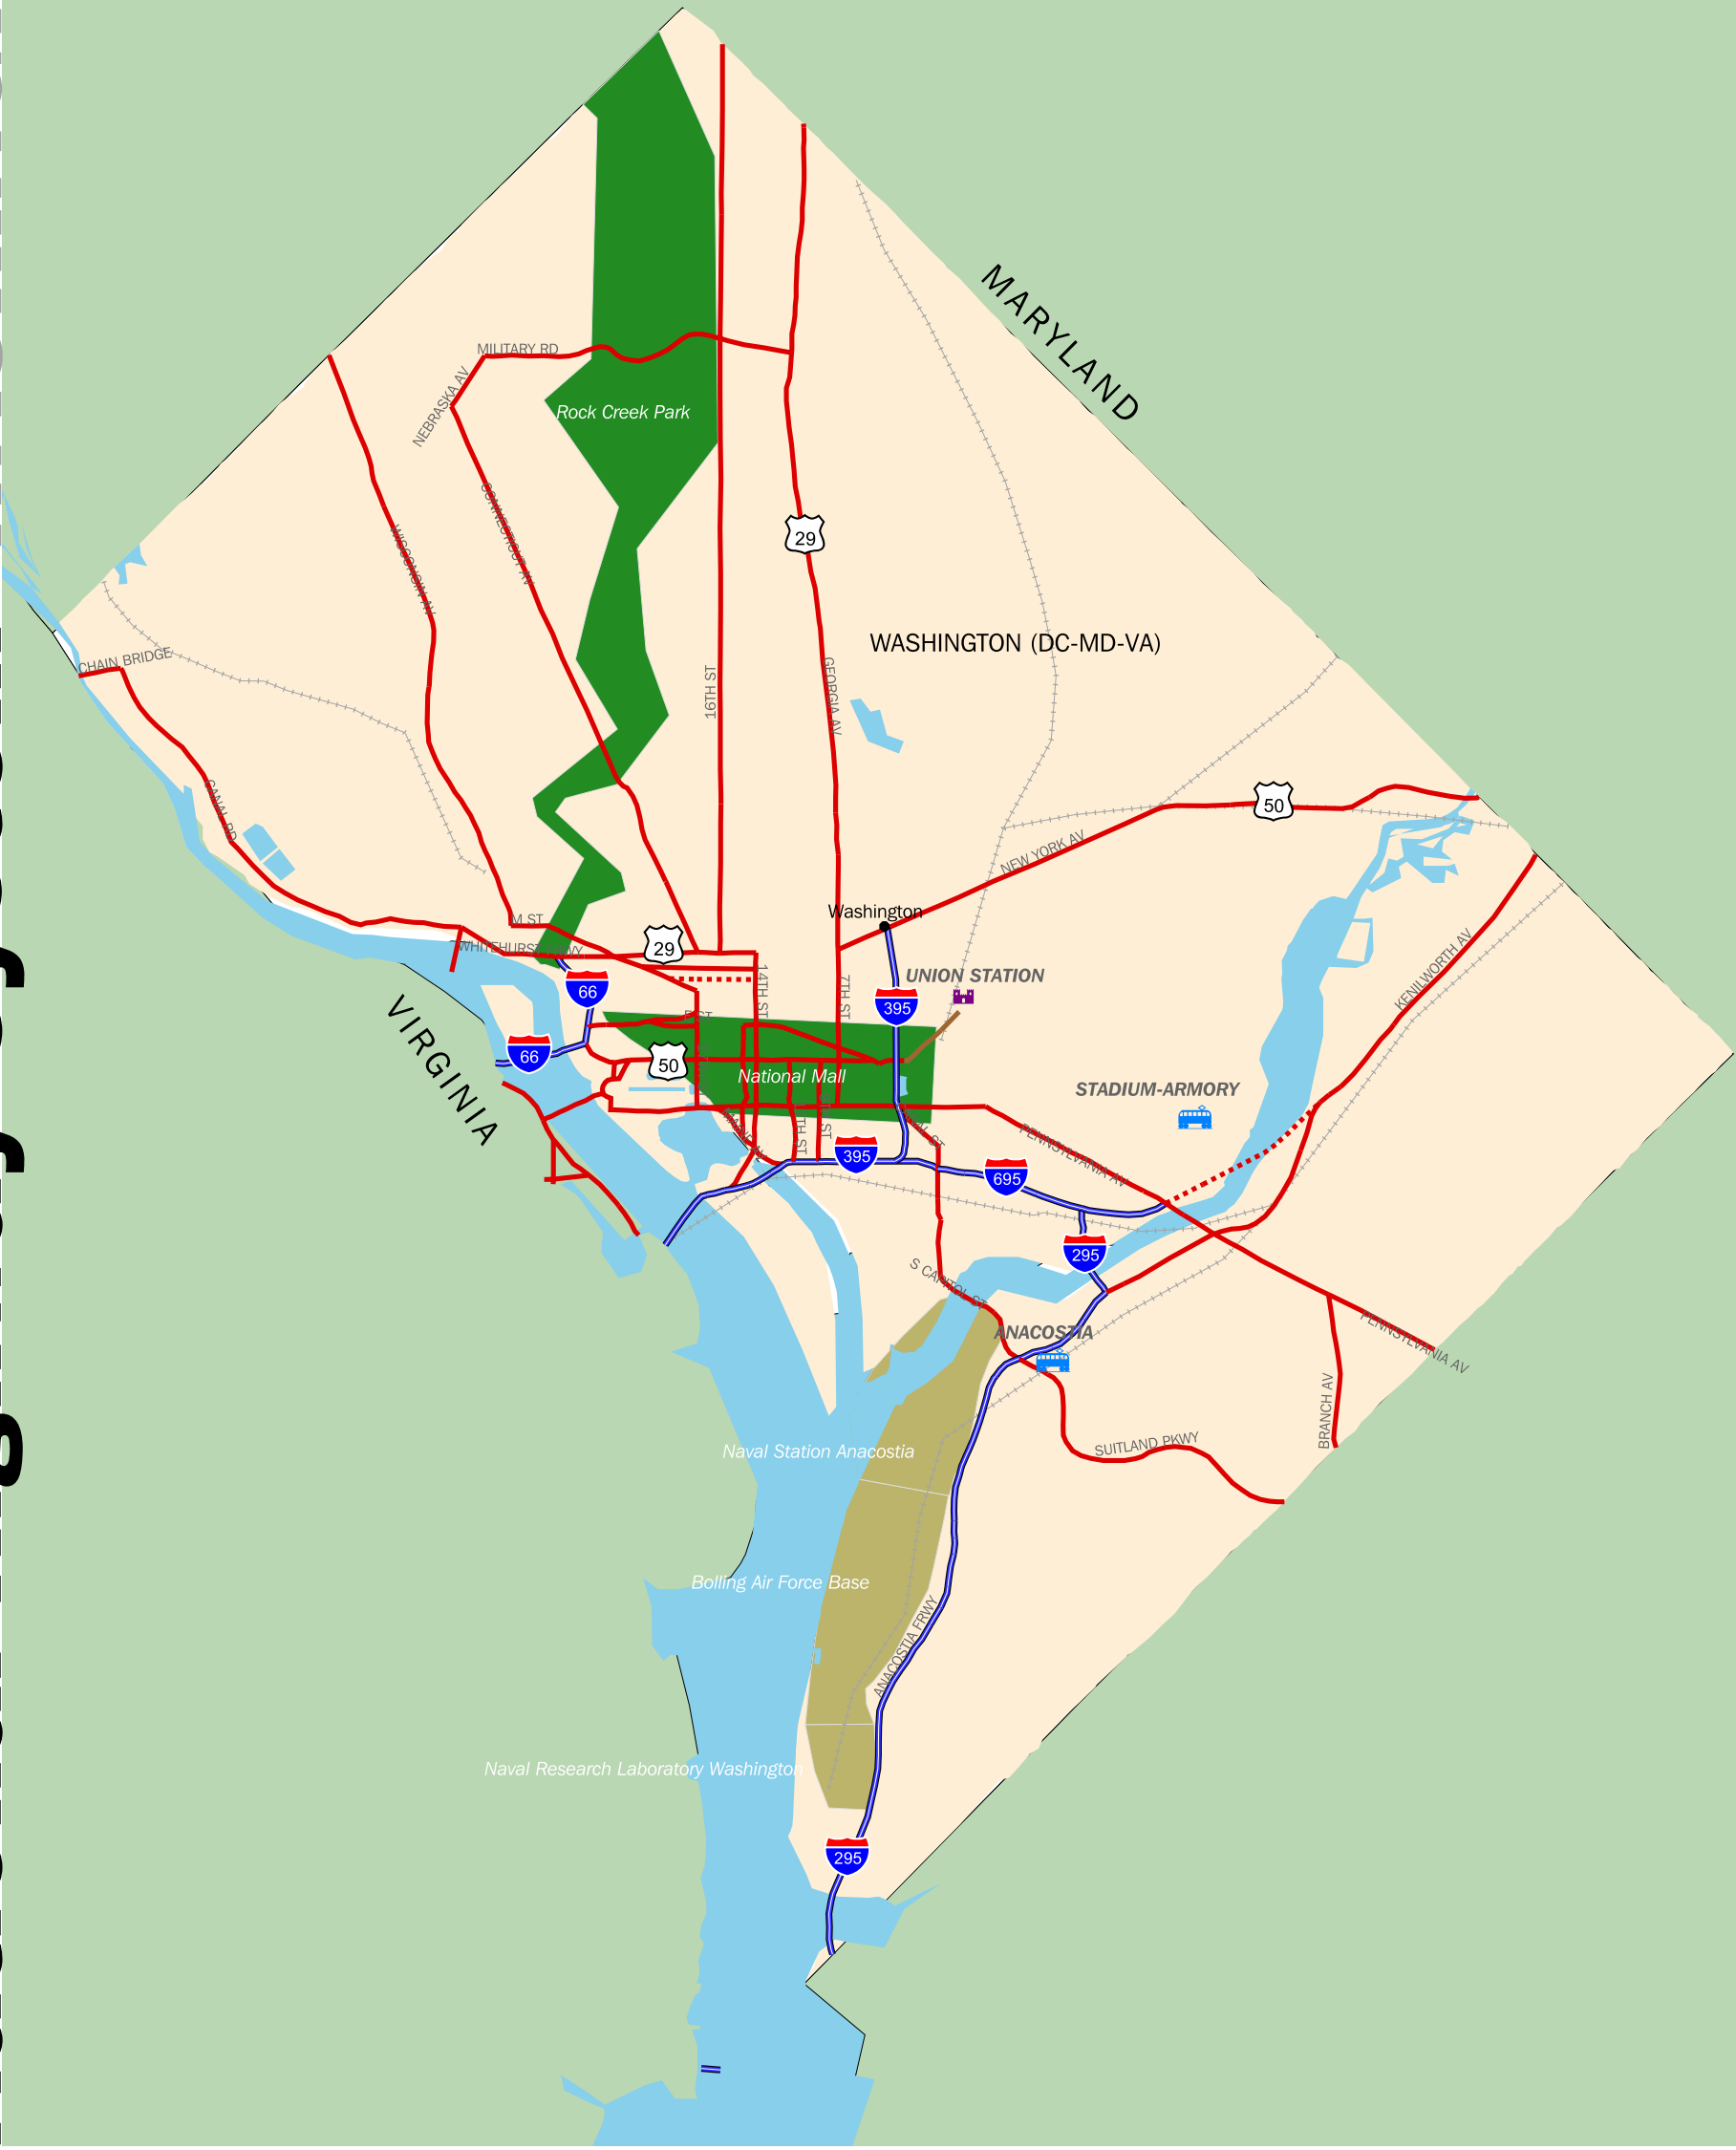 MARYLAND
MILITARY RD
NEBRASKA AV
Rock Creek Park
CONNECTICUT AV
WISCONSIN AV
29
WASHINGTON (DC-MD-VA)
CHAIN BRIDGE
16TH ST
GEORGIA AV
CANAL RD
50
NEW YORK AV
Washington
M ST
WHITEHURST FRWY
29
UNION STATION
KENILWORTH AV
66
14TH ST
7TH ST
395
VIRGINIA
66
50
National Mall
STADIUM-ARMORY
PENNSYLVANIA AV
395
695
295
S CAPITOL ST
ANACOSTIA
PENNSYLVANIA AV
BRANCH AV
SUITLAND PKWY
Naval Station Anacostia
Bolling Air Force Base
ANACOSTIA FRWY
Naval Research Laboratory Washington
295